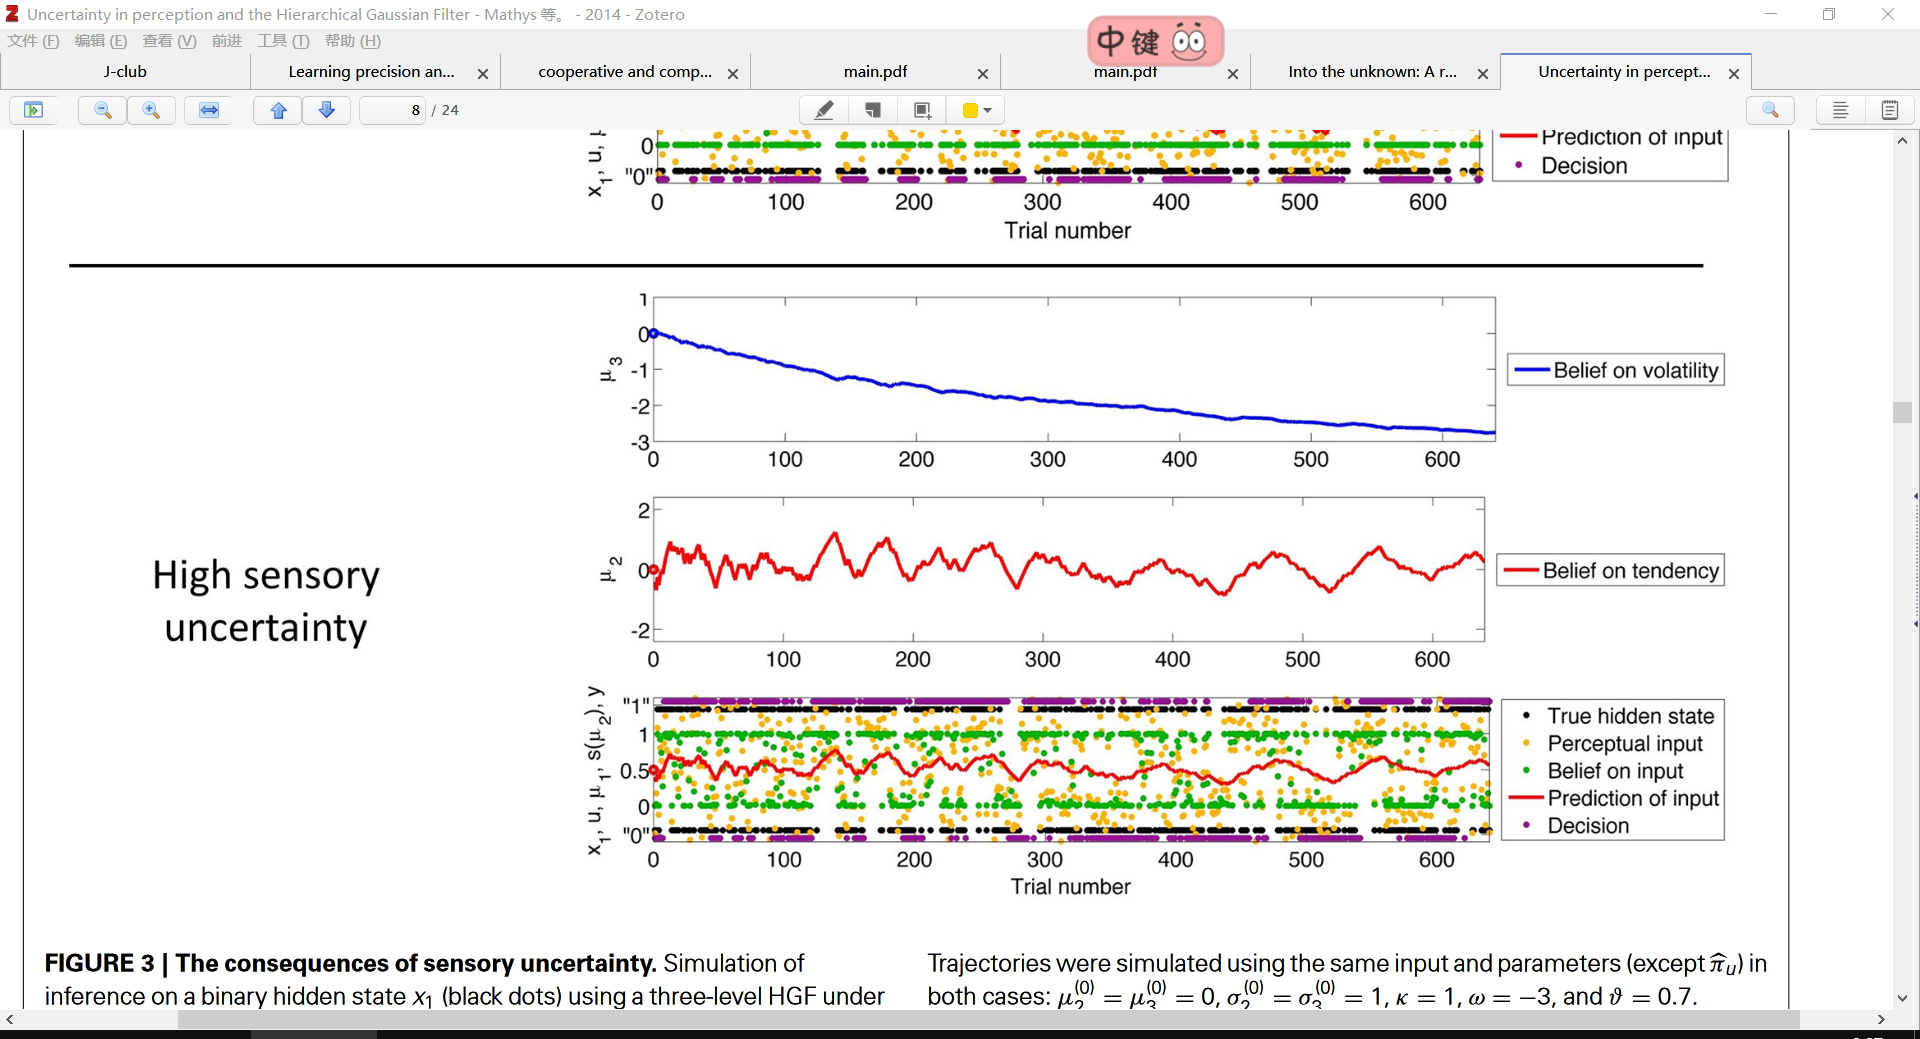 Uncertainty in perception and the Hierarchical Gaussian Filter - Mathys 等。 - 2014 - Zotero
文件 (F) 编辑 (E) 查看 (V) 前进 工具 (T) 帮助 (H)
中 键
J-club
Learning precision an...
cooperative and comp...
main.pdf
main.pdf
Into the unknown: A r...
Uncertainty in percept...
8 / 24
x₁, u,
0
"0"
0 100 200 300 400 500 600
Trial number
Prediction of input
Decision
High sensory
uncertainty
μ₃
1
0
-1
-2
-3
0 100 200 300 400 500 600
Belief on volatility
μ₂
2
0
-2
0 100 200 300 400 500 600
Belief on tendency
x₁, u, μ₁, s(μ₂), y
"1"
1
0.5
0
"0"
0 100 200 300 400 500 600
Trial number
True hidden state
Perceptual input
Belief on input
Prediction of input
Decision
FIGURE 3 | The consequences of sensory uncertainty. Simulation of
inference on a binary hidden state x₁ (black dots) using a three-level HGF under
Trajectories were simulated using the same input and parameters (except π̂ᵤ) in
both cases: μ₂⁽⁰⁾ = μ₃⁽⁰⁾ = 0, σ₂⁽⁰⁾ = σ₃⁽⁰⁾ = 1, κ = 1, ω = −3, and ϑ = 0.7.